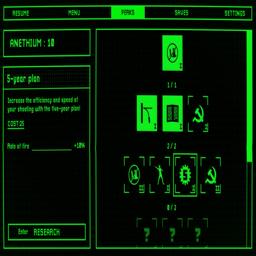 RESUME MENU PERKS SAVES SETTINGS
ANETHIUM : 10
5-year plan
Increase the efficiency and speed of
your shooting with the five-year plan!
COST: 25
Rate of fire +10%
Enter RESEARCH
1 / 1
2 / 2
0 / 2
? ? ?